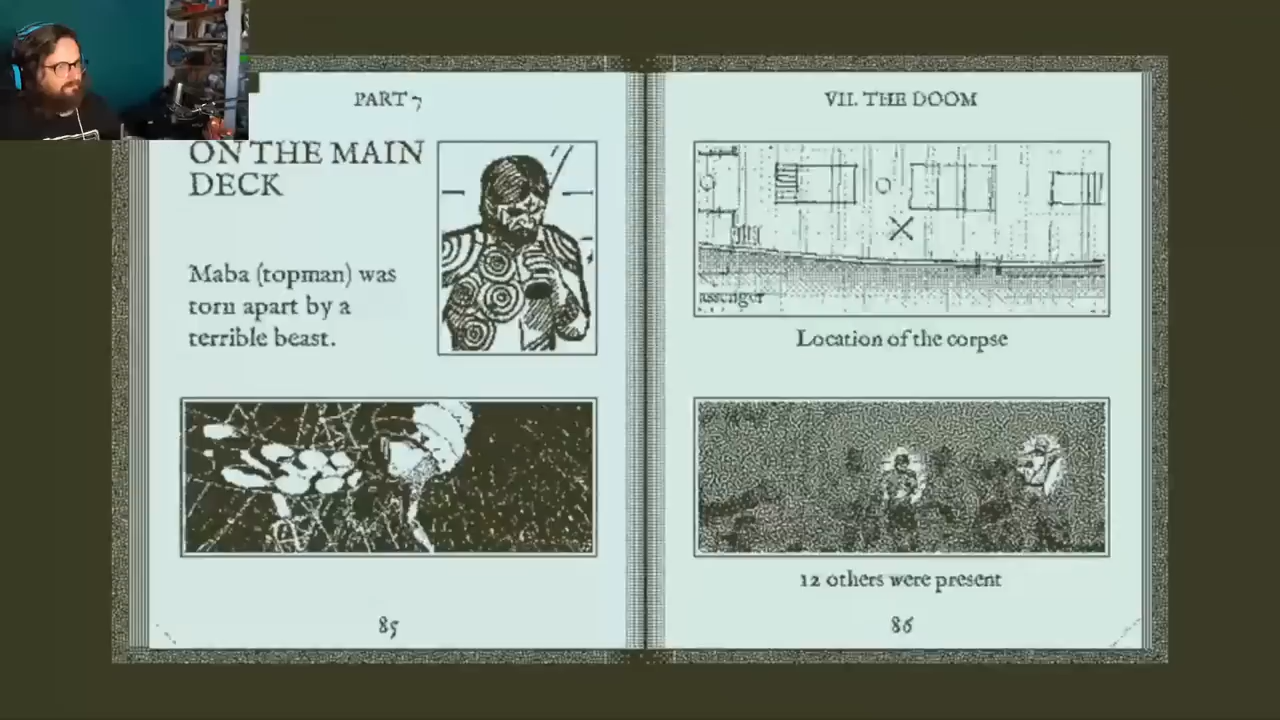 PART 7
ON THE MAIN
DECK
Maba (topman) was
torn apart by a
terrible beast.
85
VII. THE DOOM
assenger
Location of the corpse
12 others were present
86